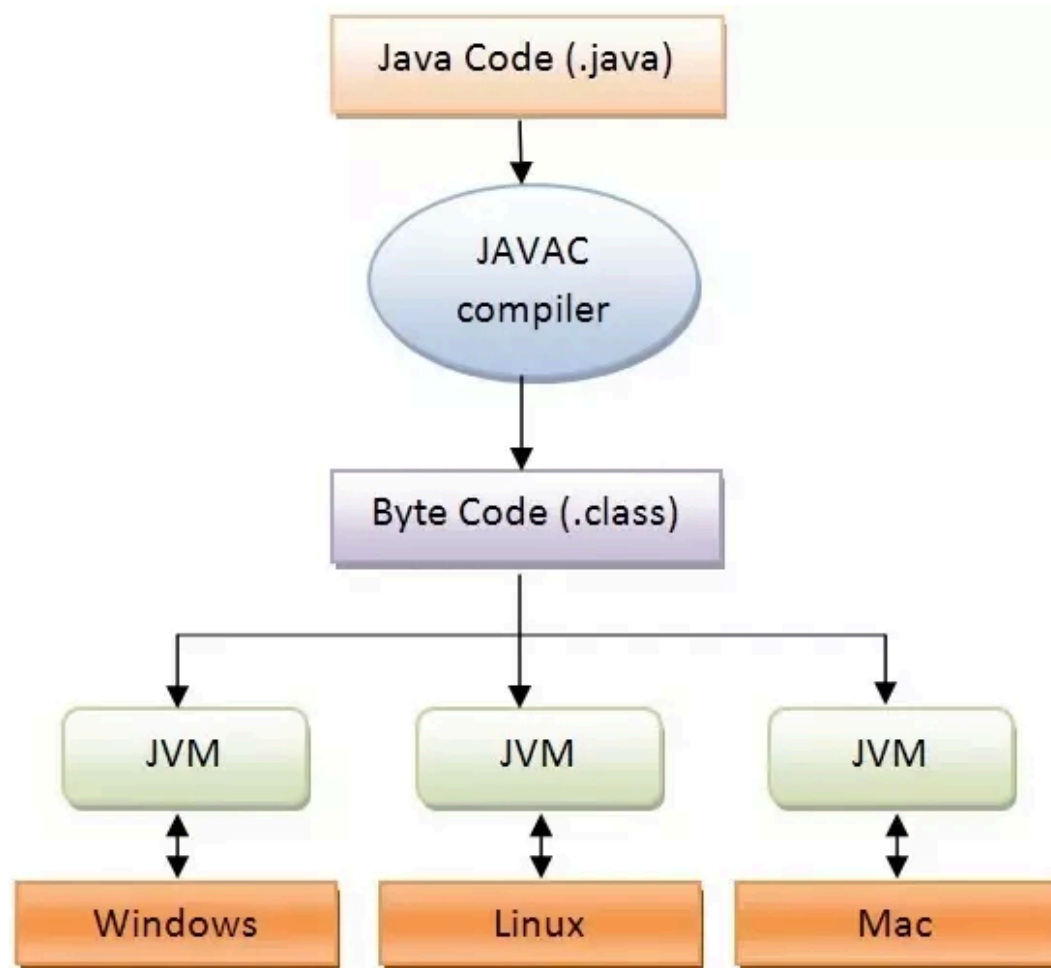 Java Code (.java)
JAVAC
compiler
Byte Code (.class)
JVM
JVM
JVM
Windows
Linux
Mac